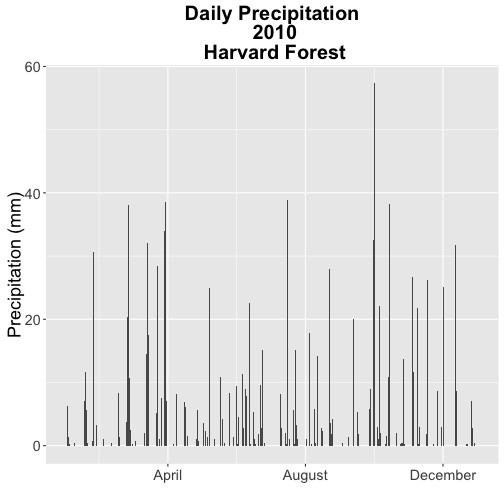 Daily Precipitation
2010
Harvard Forest
Precipitation (mm)
60
40
20
0
April
August
December